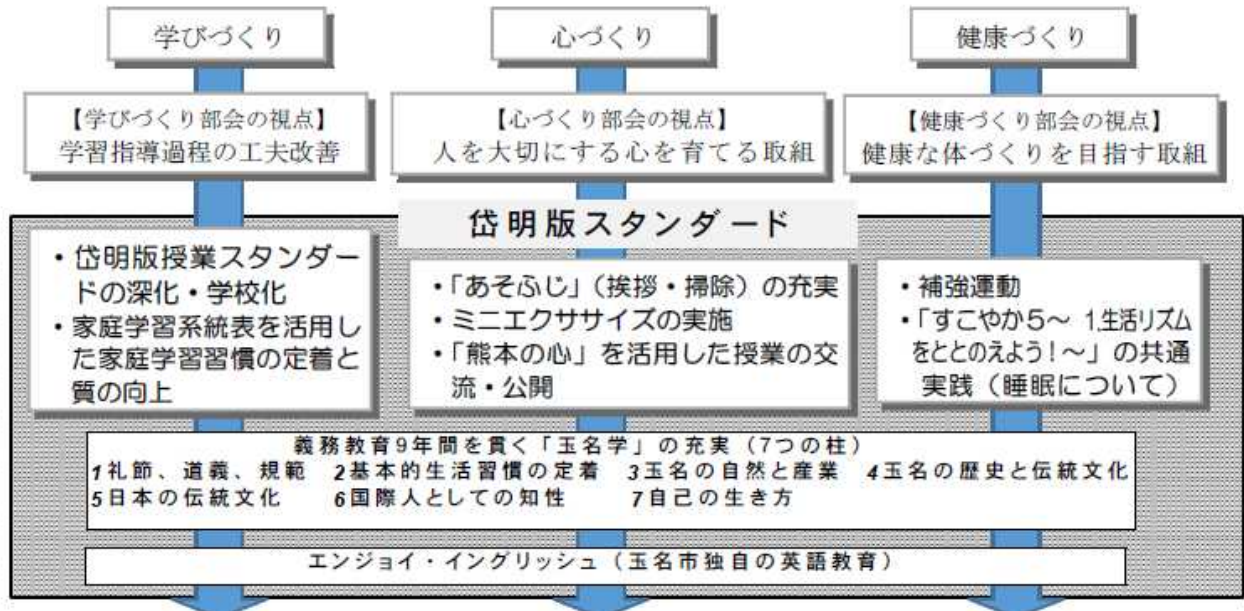 学びづくり
心づくり
健康づくり
【学びづくり部会の視点】
学習指導過程の工夫改善
【心づくり部会の視点】
人を大切にする心を育てる取組
【健康づくり部会の視点】
健康な体づくりを目指す取組
岱明版スタンダード
・岱明版授業スタンダー
ドの深化・学校化
・家庭学習系統表を活用し
た家庭学習習慣の定着と
質の向上
・「あそふじ」（挨拶・掃除）の充実
・ミニエクササイズの実施
・「熊本の心」を活用した授業の交
流・公開
・補強運動
・「すこやか５～ 1.生活リズム
をととのえよう！～」の共通
実践（睡眠について）
義務教育9年間を貫く「玉名学」の充実（7つの柱）
1礼節、道義、規範 2基本的生活習慣の定着 3玉名の自然と産業 4玉名の歴史と伝統文化
5日本の伝統文化 6国際人としての知性 7自己の生き方
エンジョイ・イングリッシュ（玉名市独自の英語教育）